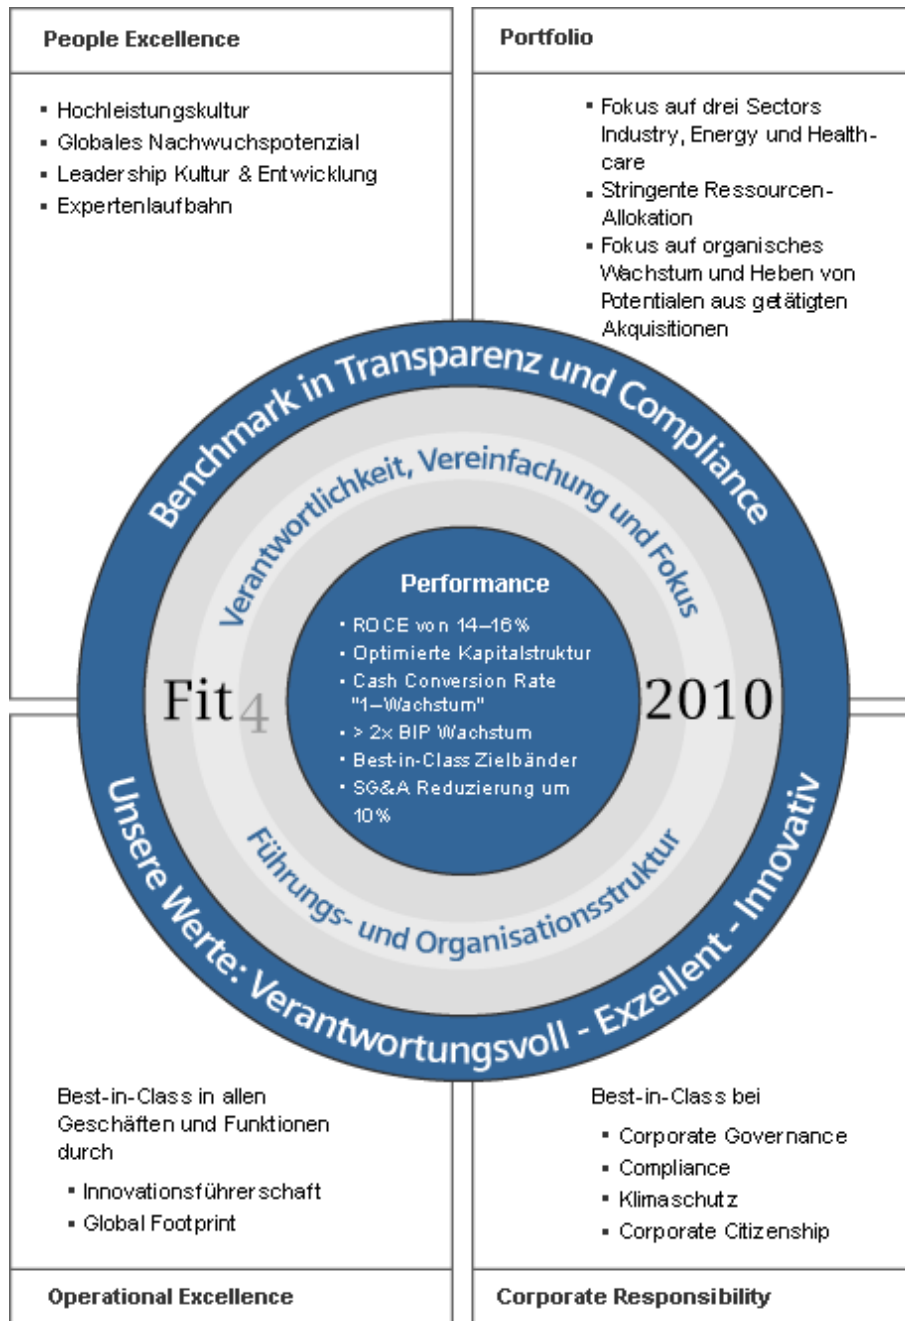 People Excellence
▪ Hochleistungskultur
▪ Globales Nachwuchspotenzial
▪ Leadership Kultur & Entwicklung
▪ Expertenlaufbahn
Portfolio
▪ Fokus auf drei Sectors
Industry, Energy und Health-
care
▪ Stringente Ressourcen-
Allokation
▪ Fokus auf organisches
Wachstum und Heben von
Potentialen aus getätigten
Akquisitionen
Benchmark in Transparenz und Compliance
Verantwortlichkeit, Vereinfachung und Fokus
Fit4 2010
Performance
• ROCE von 14–16%
• Optimierte Kapitalstruktur
• Cash Conversion Rate
"1–Wachstum"
• > 2x BIP Wachstum
• Best-in-Class Zielbänder
• SG&A Reduzierung um
10%
Führungs- und Organisationsstruktur
Unsere Werte: Verantwortungsvoll - Exzellent - Innovativ
Best-in-Class in allen
Geschäften und Funktionen
durch
▪ Innovationsführerschaft
▪ Global Footprint
Operational Excellence
Best-in-Class bei
▪ Corporate Governance
▪ Compliance
▪ Klimaschutz
▪ Corporate Citizenship
Corporate Responsibility